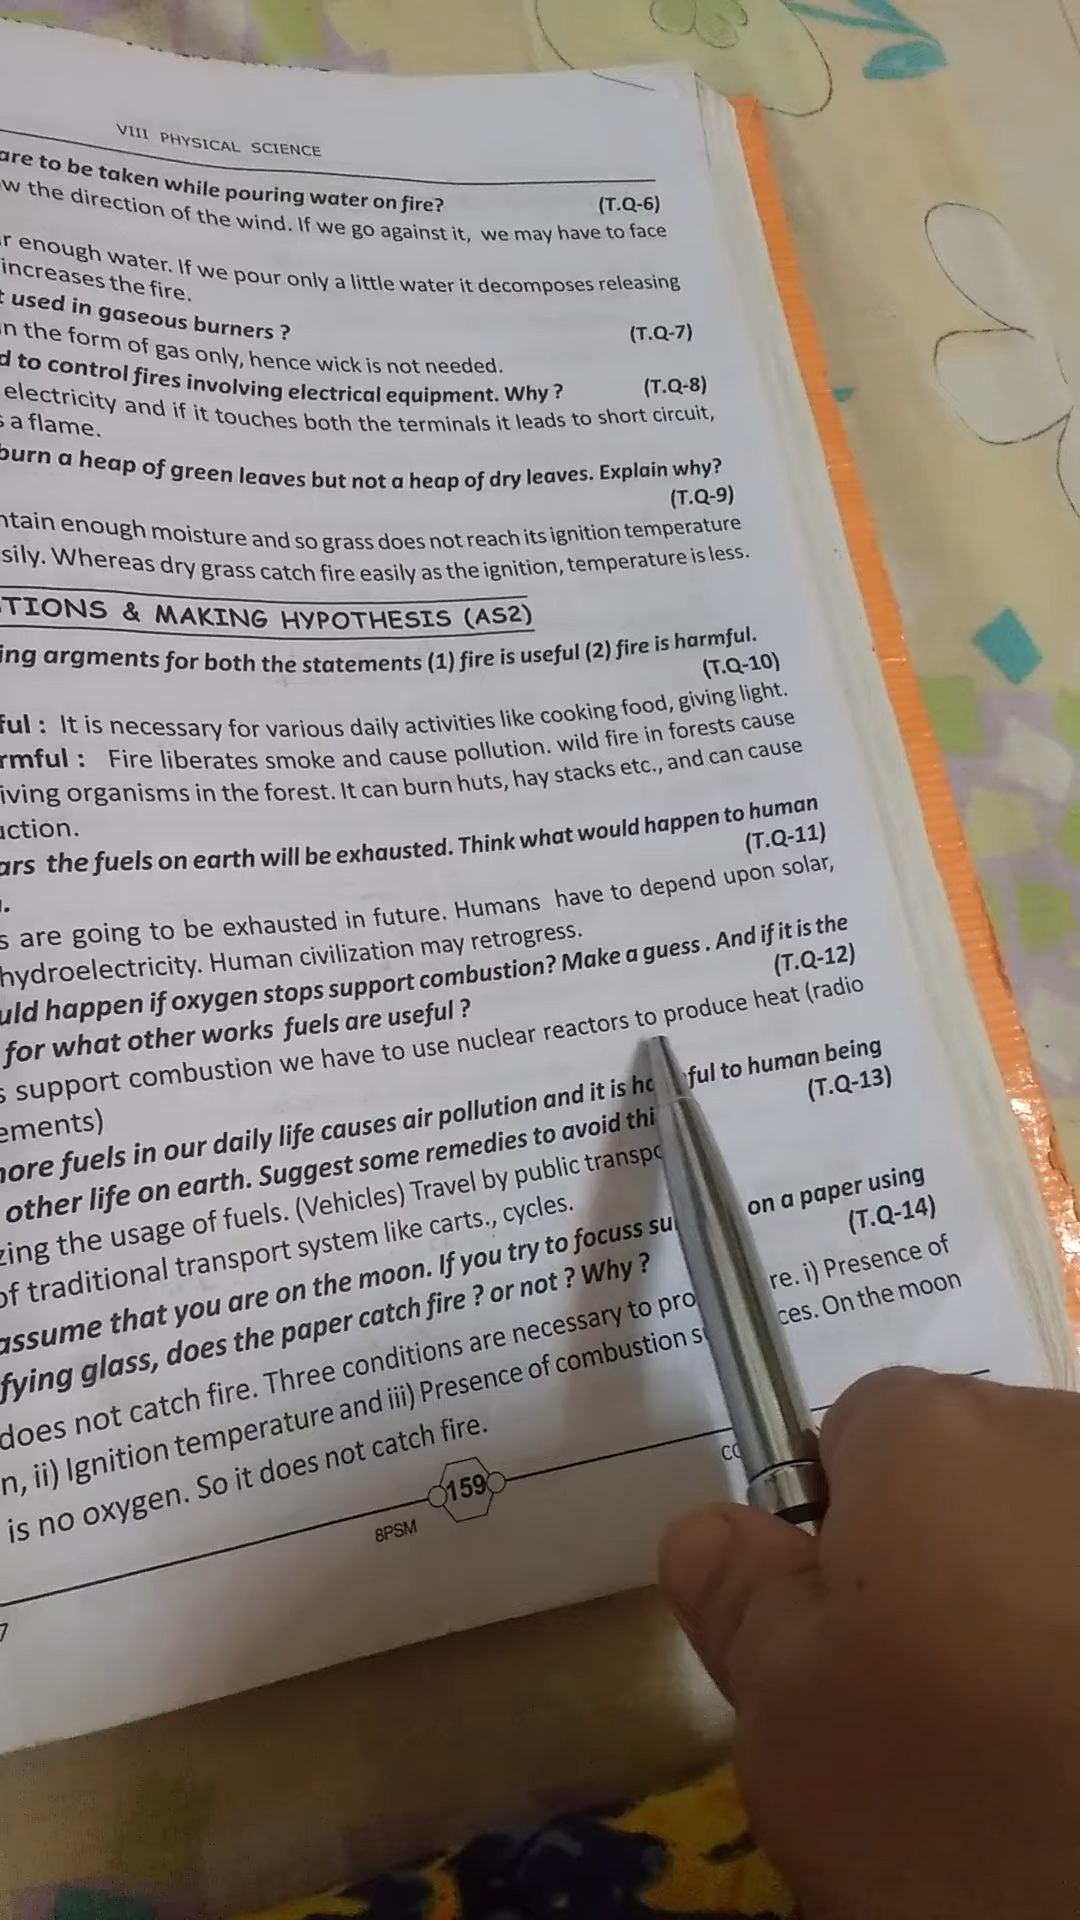 VIII PHYSICAL SCIENCE
are to be taken while pouring water on fire? (T.Q-6)
w the direction of the wind. If we go against it, we may have to face
r enough water. If we pour only a little water it decomposes releasing
increases the fire.
t used in gaseous burners ? (T.Q-7)
in the form of gas only, hence wick is not needed.
d to control fires involving electrical equipment. Why ? (T.Q-8)
electricity and if it touches both the terminals it leads to short circuit,
s a flame.
burn a heap of green leaves but not a heap of dry leaves. Explain why?
(T.Q-9)
ntain enough moisture and so grass does not reach its ignition temperature
sily. Whereas dry grass catch fire easily as the ignition, temperature is less.
TIONS & MAKING HYPOTHESIS (AS2)
ing argments for both the statements (1) fire is useful (2) fire is harmful.
(T.Q-10)
ful : It is necessary for various daily activities like cooking food, giving light.
rmful : Fire liberates smoke and cause pollution. wild fire in forests cause
iving organisms in the forest. It can burn huts, hay stacks etc., and can cause
uction.
ars the fuels on earth will be exhausted. Think what would happen to human
(T.Q-11)
s are going to be exhausted in future. Humans have to depend upon solar,
hydroelectricity. Human civilization may retrogress.
uld happen if oxygen stops support combustion? Make a guess . And if it is the
(T.Q-12)
for what other works fuels are useful ?
s support combustion we have to use nuclear reactors to produce heat (radio
ements)
more fuels in our daily life causes air pollution and it is ha ful to human being
(T.Q-13)
other life on earth. Suggest some remedies to avoid thi
zing the usage of fuels. (Vehicles) Travel by public transpo
of traditional transport system like carts., cycles.
assume that you are on the moon. If you try to focuss su on a paper using
(T.Q-14)
fying glass, does the paper catch fire ? or not ? Why ?
does not catch fire. Three conditions are necessary to pro re. i) Presence of
n, ii) Ignition temperature and iii) Presence of combustion s ces. On the moon
is no oxygen. So it does not catch fire.
159
8PSM
CO
7